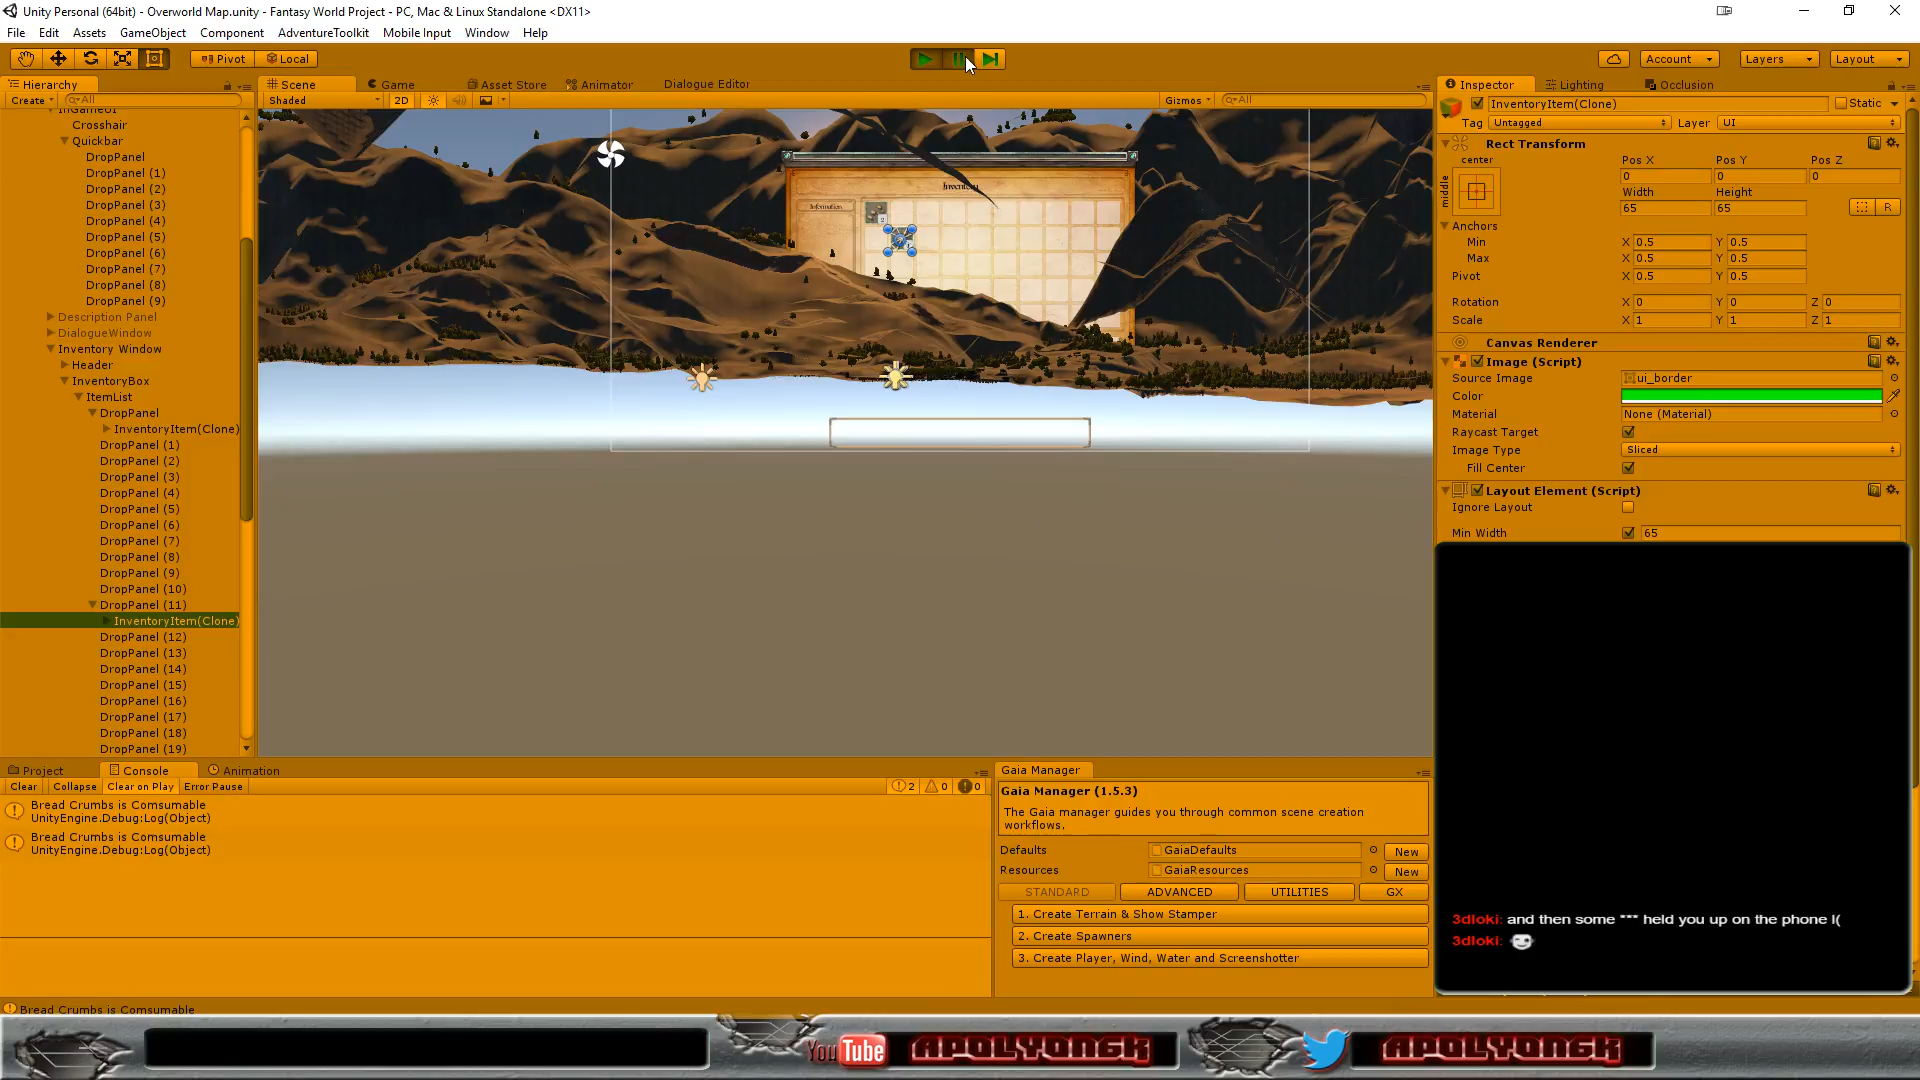 Unity Personal (64bit) - Overworld Map.unity - Fantasy World Project - PC, Mac & Linux Standalone <DX11>
File Edit Assets GameObject Component AdventureToolkit Mobile Input Window Help
Pivot Local Account Layers Layout
Hierarchy Scene Game Asset Store Animator Dialogue Editor Inspector Lighting Occlusion
Create All Shaded 2D Gizmos All
InventoryItem(Clone) Static
Tag Untagged Layer UI
Crosshair
Quickbar
DropPanel
DropPanel (1)
DropPanel (2)
DropPanel (3)
DropPanel (4)
DropPanel (5)
DropPanel (6)
DropPanel (7)
DropPanel (8)
DropPanel (9)
Description Panel
DialogueWindow
Inventory Window
Header
InventoryBox
ItemList
DropPanel
InventoryItem(Clone)
DropPanel (1)
DropPanel (2)
DropPanel (3)
DropPanel (4)
DropPanel (5)
DropPanel (6)
DropPanel (7)
DropPanel (8)
DropPanel (9)
DropPanel (10)
DropPanel (11)
InventoryItem(Clone)
DropPanel (12)
DropPanel (13)
DropPanel (14)
DropPanel (15)
DropPanel (16)
DropPanel (17)
DropPanel (18)
DropPanel (19)
Inventory
Information
2
Rect Transform
center
middle
Pos X Pos Y Pos Z
0 0 0
Width Height
65 65 R
Anchors
Min X 0.5 Y 0.5
Max X 0.5 Y 0.5
Pivot X 0.5 Y 0.5
Rotation X 0 Y 0 Z 0
Scale X 1 Y 1 Z 1
Canvas Renderer
Image (Script)
Source Image ui_border
Color
Material None (Material)
Raycast Target
Image Type Sliced
Fill Center
Layout Element (Script)
Ignore Layout
Min Width 65
Project Console Animation
Clear Collapse Clear on Play Error Pause 2 0 0
Bread Crumbs is Comsumable
UnityEngine.Debug:Log(Object)
Bread Crumbs is Comsumable
UnityEngine.Debug:Log(Object)
Bread Crumbs is Comsumable
Gaia Manager
Gaia Manager (1.5.3)
The Gaia manager guides you through common scene creation
workflows.
Defaults GaiaDefaults New
Resources GaiaResources New
STANDARD ADVANCED UTILITIES GX
1. Create Terrain & Show Stamper
2. Create Spawners
3. Create Player, Wind, Water and Screenshotter
3dloki: and then some *** held you up on the phone !(
3dloki:
YouTube APOLYONGK APOLYONGK